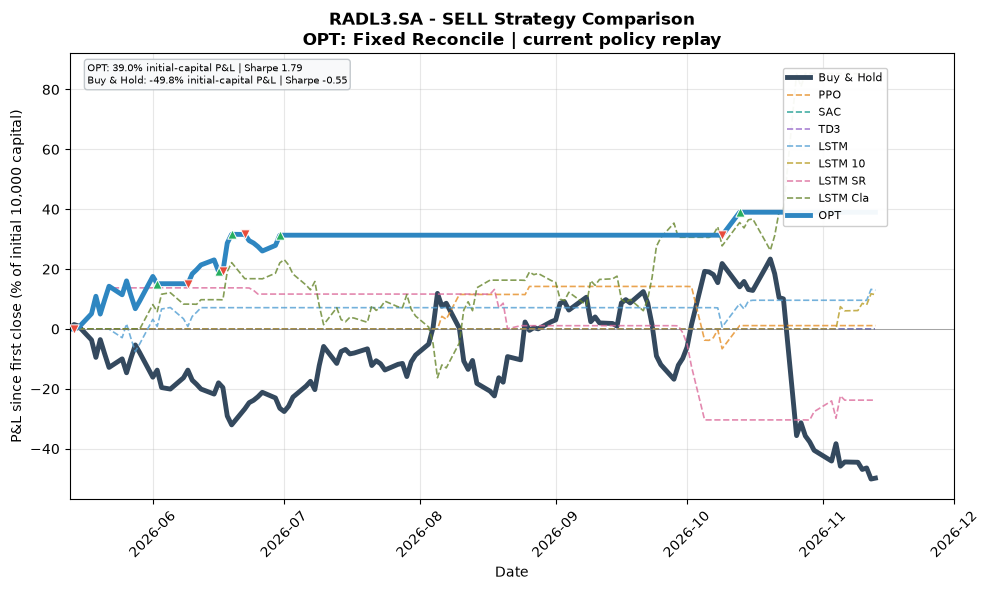 RADL3.SA - SELL Strategy Comparison
OPT: Fixed Reconcile | current policy replay
OPT: 39.0% initial-capital P&L | Sharpe 1.79
Buy & Hold: -49.8% initial-capital P&L | Sharpe -0.55
Buy & Hold
PPO
SAC
TD3
LSTM
LSTM 10
LSTM SR
LSTM Cla
OPT
P&L since first close (% of initial 10,000 capital)
80
60
40
20
0
−20
−40
2026-06
2026-07
2026-08
2026-09
2026-10
2026-11
2026-12
Date